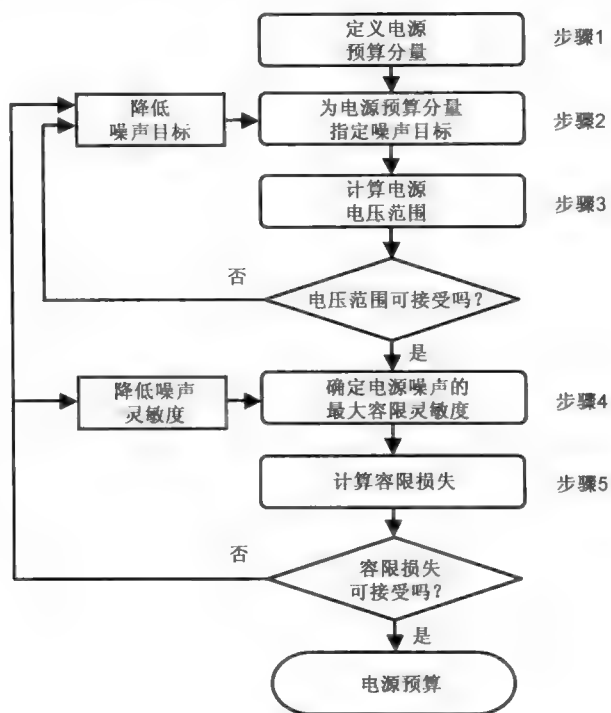 定义电源
预算分量
步骤1
降低
噪声目标
为电源预算分量
指定噪声目标
步骤2
计算电源
电压范围
步骤3
否
电压范围可接受吗?
是
降低噪声
灵敏度
确定电源噪声的
最大容限灵敏度
步骤4
计算容限损失
步骤5
否
容限损失
可接受吗?
是
电源预算